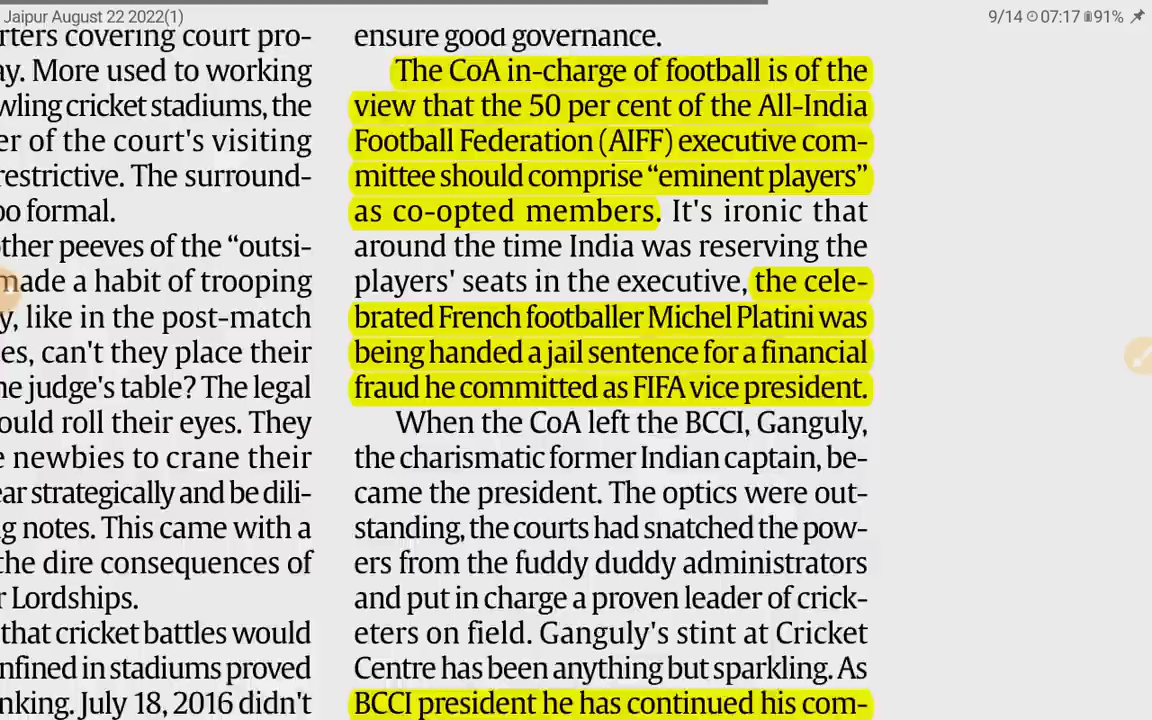 Jaipur August 22 2022(1)
9/14 07:17 91%
rters covering court pro-
ay. More used to working
wling cricket stadiums, the
er of the court's visiting
restrictive. The surround-
oo formal.
other peeves of the “outsi-
made a habit of trooping
y, like in the post-match
es, can't they place their
ne judge's table? The legal
ould roll their eyes. They
e newbies to crane their
ear strategically and be dili-
ng notes. This came with a
the dire consequences of
r Lordships.
that cricket battles would
nfined in stadiums proved
nking. July 18, 2016 didn't
ensure good governance.
The CoA in-charge of football is of the
view that the 50 per cent of the All-India
Football Federation (AIFF) executive com-
mittee should comprise “eminent players”
as co-opted members. It's ironic that
around the time India was reserving the
players' seats in the executive, the cele-
brated French footballer Michel Platini was
being handed a jail sentence for a financial
fraud he committed as FIFA vice president.
When the CoA left the BCCI, Ganguly,
the charismatic former Indian captain, be-
came the president. The optics were out-
standing, the courts had snatched the pow-
ers from the fuddy duddy administrators
and put in charge a proven leader of crick-
eters on field. Ganguly's stint at Cricket
Centre has been anything but sparkling. As
BCCI president he has continued his com-